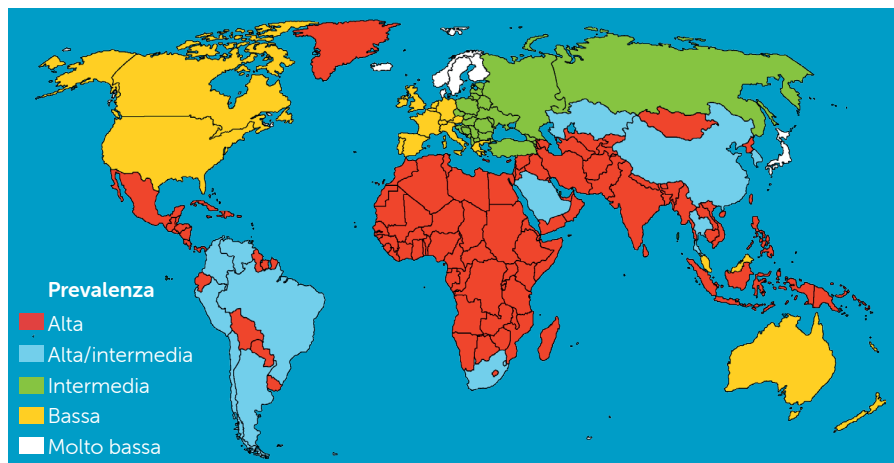 Prevalenza
Alta
Alta/intermedia
Intermedia
Bassa
Molto bassa